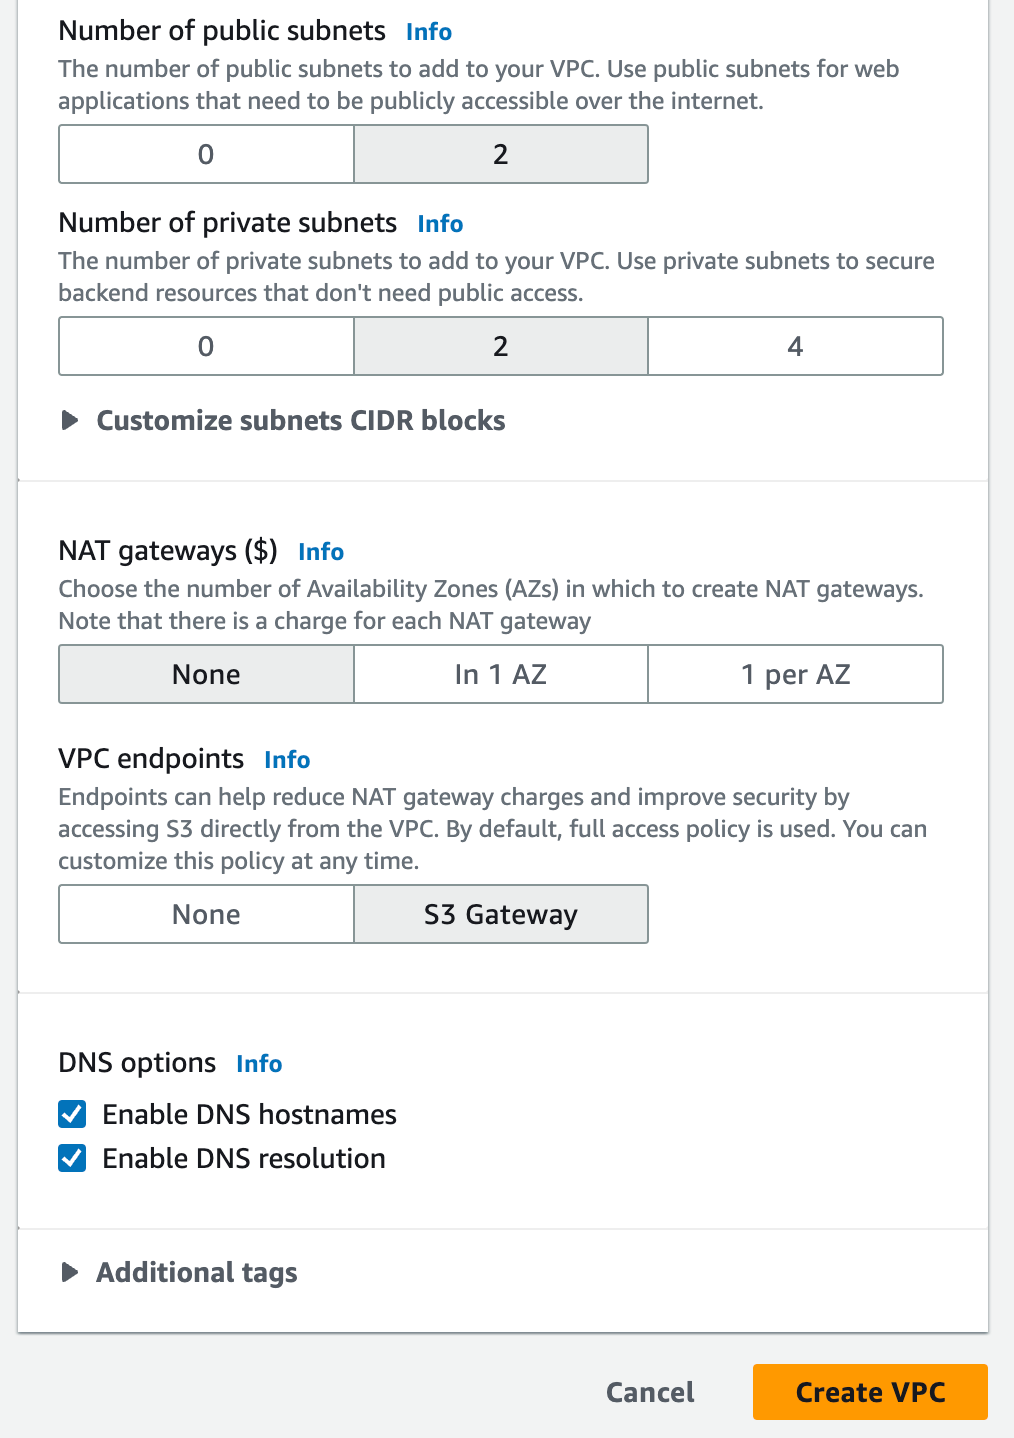 Number of public subnets Info
The number of public subnets to add to your VPC. Use public subnets for web
applications that need to be publicly accessible over the internet.
0 2
Number of private subnets Info
The number of private subnets to add to your VPC. Use private subnets to secure
backend resources that don't need public access.
0 2 4
Customize subnets CIDR blocks
NAT gateways ($) Info
Choose the number of Availability Zones (AZs) in which to create NAT gateways.
Note that there is a charge for each NAT gateway
None In 1 AZ 1 per AZ
VPC endpoints Info
Endpoints can help reduce NAT gateway charges and improve security by
accessing S3 directly from the VPC. By default, full access policy is used. You can
customize this policy at any time.
None S3 Gateway
DNS options Info
Enable DNS hostnames
Enable DNS resolution
Additional tags
Cancel Create VPC